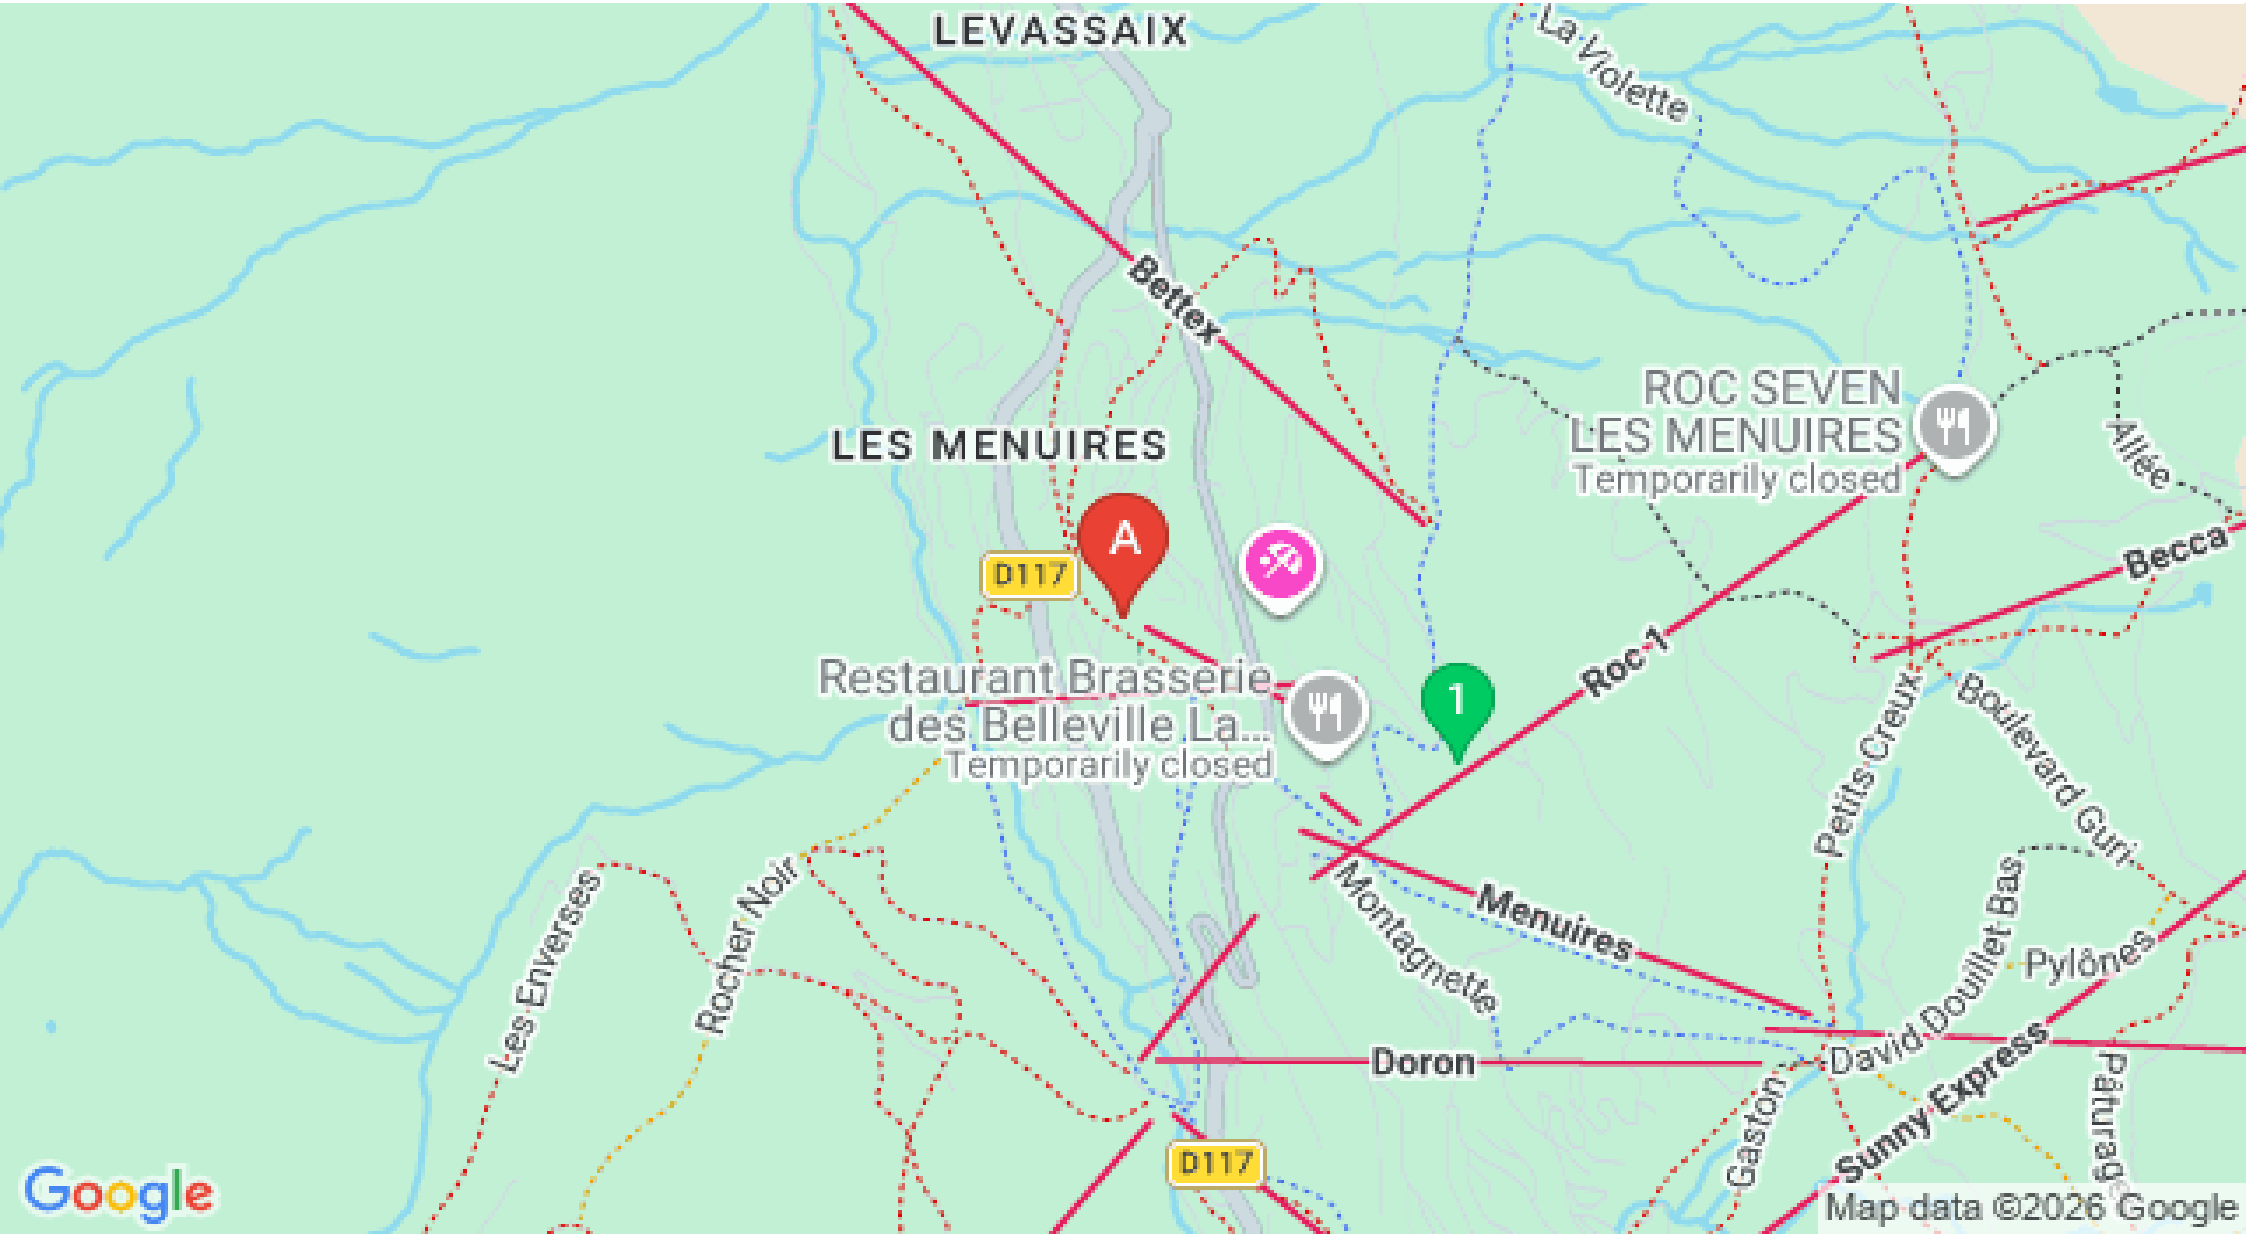 LEVASSAIX
La Violette
Bettex
ROC SEVEN
LES MENUIRES
Temporarily closed
Allée
LES MENUIRES
A
D117
Becca
Restaurant Brasserie
des Belleville La...
Temporarily closed
1
Roc 1
Petits Creux
Boulevard Guri
Les Enverses
Rocher Noir
Montagnette
Menuires
David Douillet Bas
Pylônes
Doron
Gaston
Sunny Express
Pâturag
D117
Google
Map data ©2026 Google